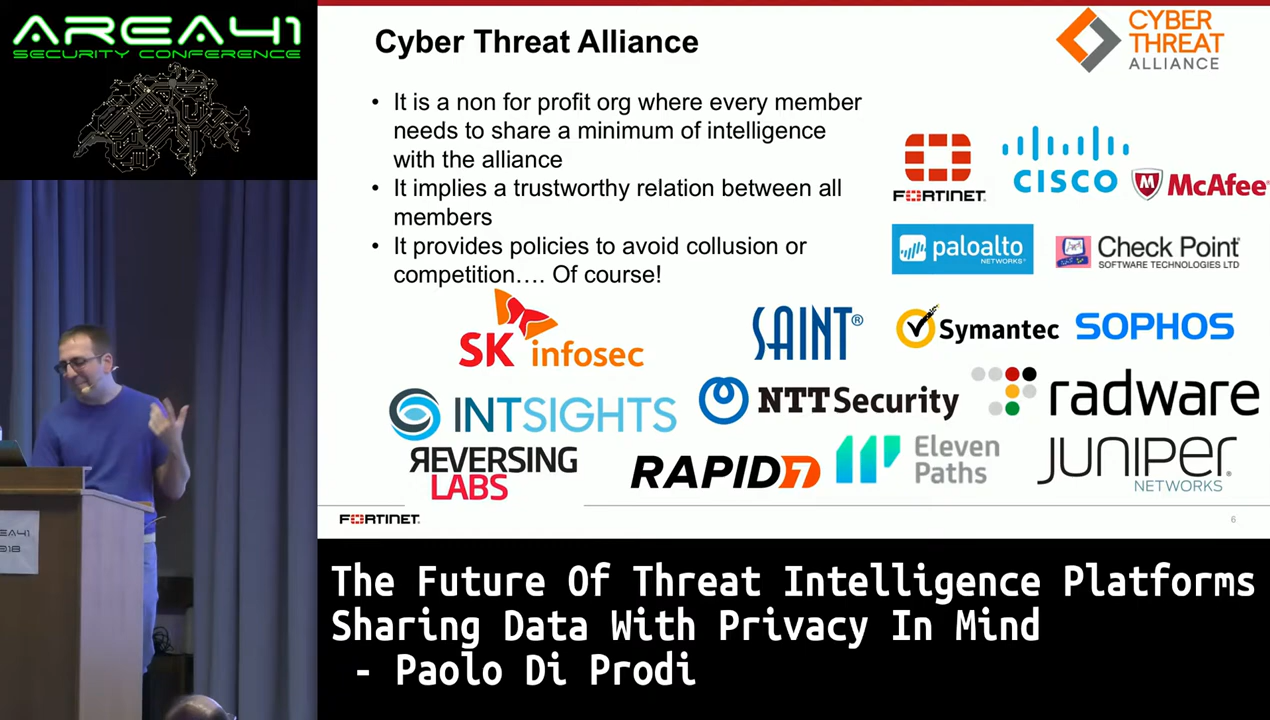 AREA41
SECURITY CONFERENCE
Cyber Threat Alliance
CYBER
THREAT
ALLIANCE
• It is a non for profit org where every member
needs to share a minimum of intelligence
with the alliance
• It implies a trustworthy relation between all
members
• It provides policies to avoid collusion or
competition…. Of course!
FORTINET
CISCO
McAfee
paloalto
NETWORKS
Check Point
SOFTWARE TECHNOLOGIES LTD
SK infosec
SAINT®
Symantec
SOPHOS
INTSIGHTS
NTT Security
radware
REVERSING
LABS
RAPID7
Eleven
Paths
JUNIPER
NETWORKS
FORTINET
6
AREA41
2018
The Future Of Threat Intelligence Platforms
Sharing Data With Privacy In Mind
- Paolo Di Prodi